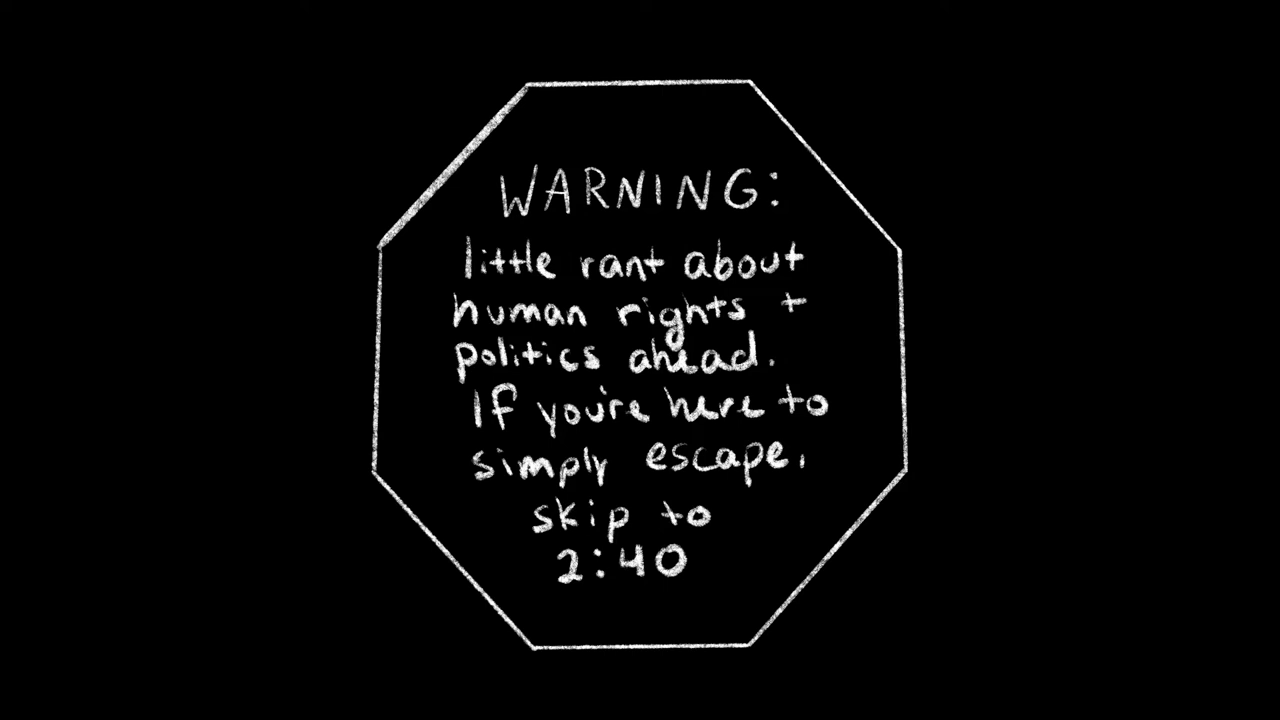 WARNING:
little rant about
human rights +
politics ahead.
If you're here to
simply escape,
skip to
2:40